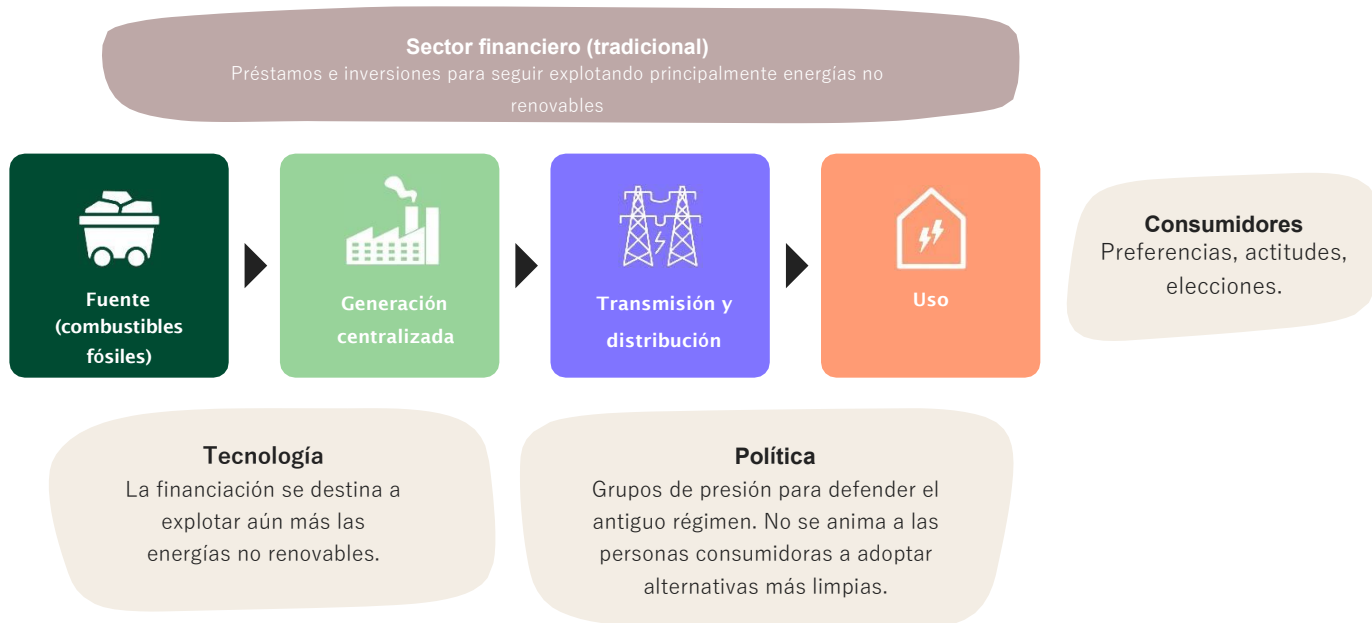 Sector financiero (tradicional)
Préstamos e inversiones para seguir explotando principalmente energías no
renovables
Fuente
(combustibles
fósiles)
Generación
centralizada
Transmisión y
distribución
Uso
Consumidores
Preferencias, actitudes,
elecciones.
Tecnología
La financiación se destina a
explotar aún más las
energías no renovables.
Política
Grupos de presión para defender el
antiguo régimen. No se anima a las
personas consumidoras a adoptar
alternativas más limpias.